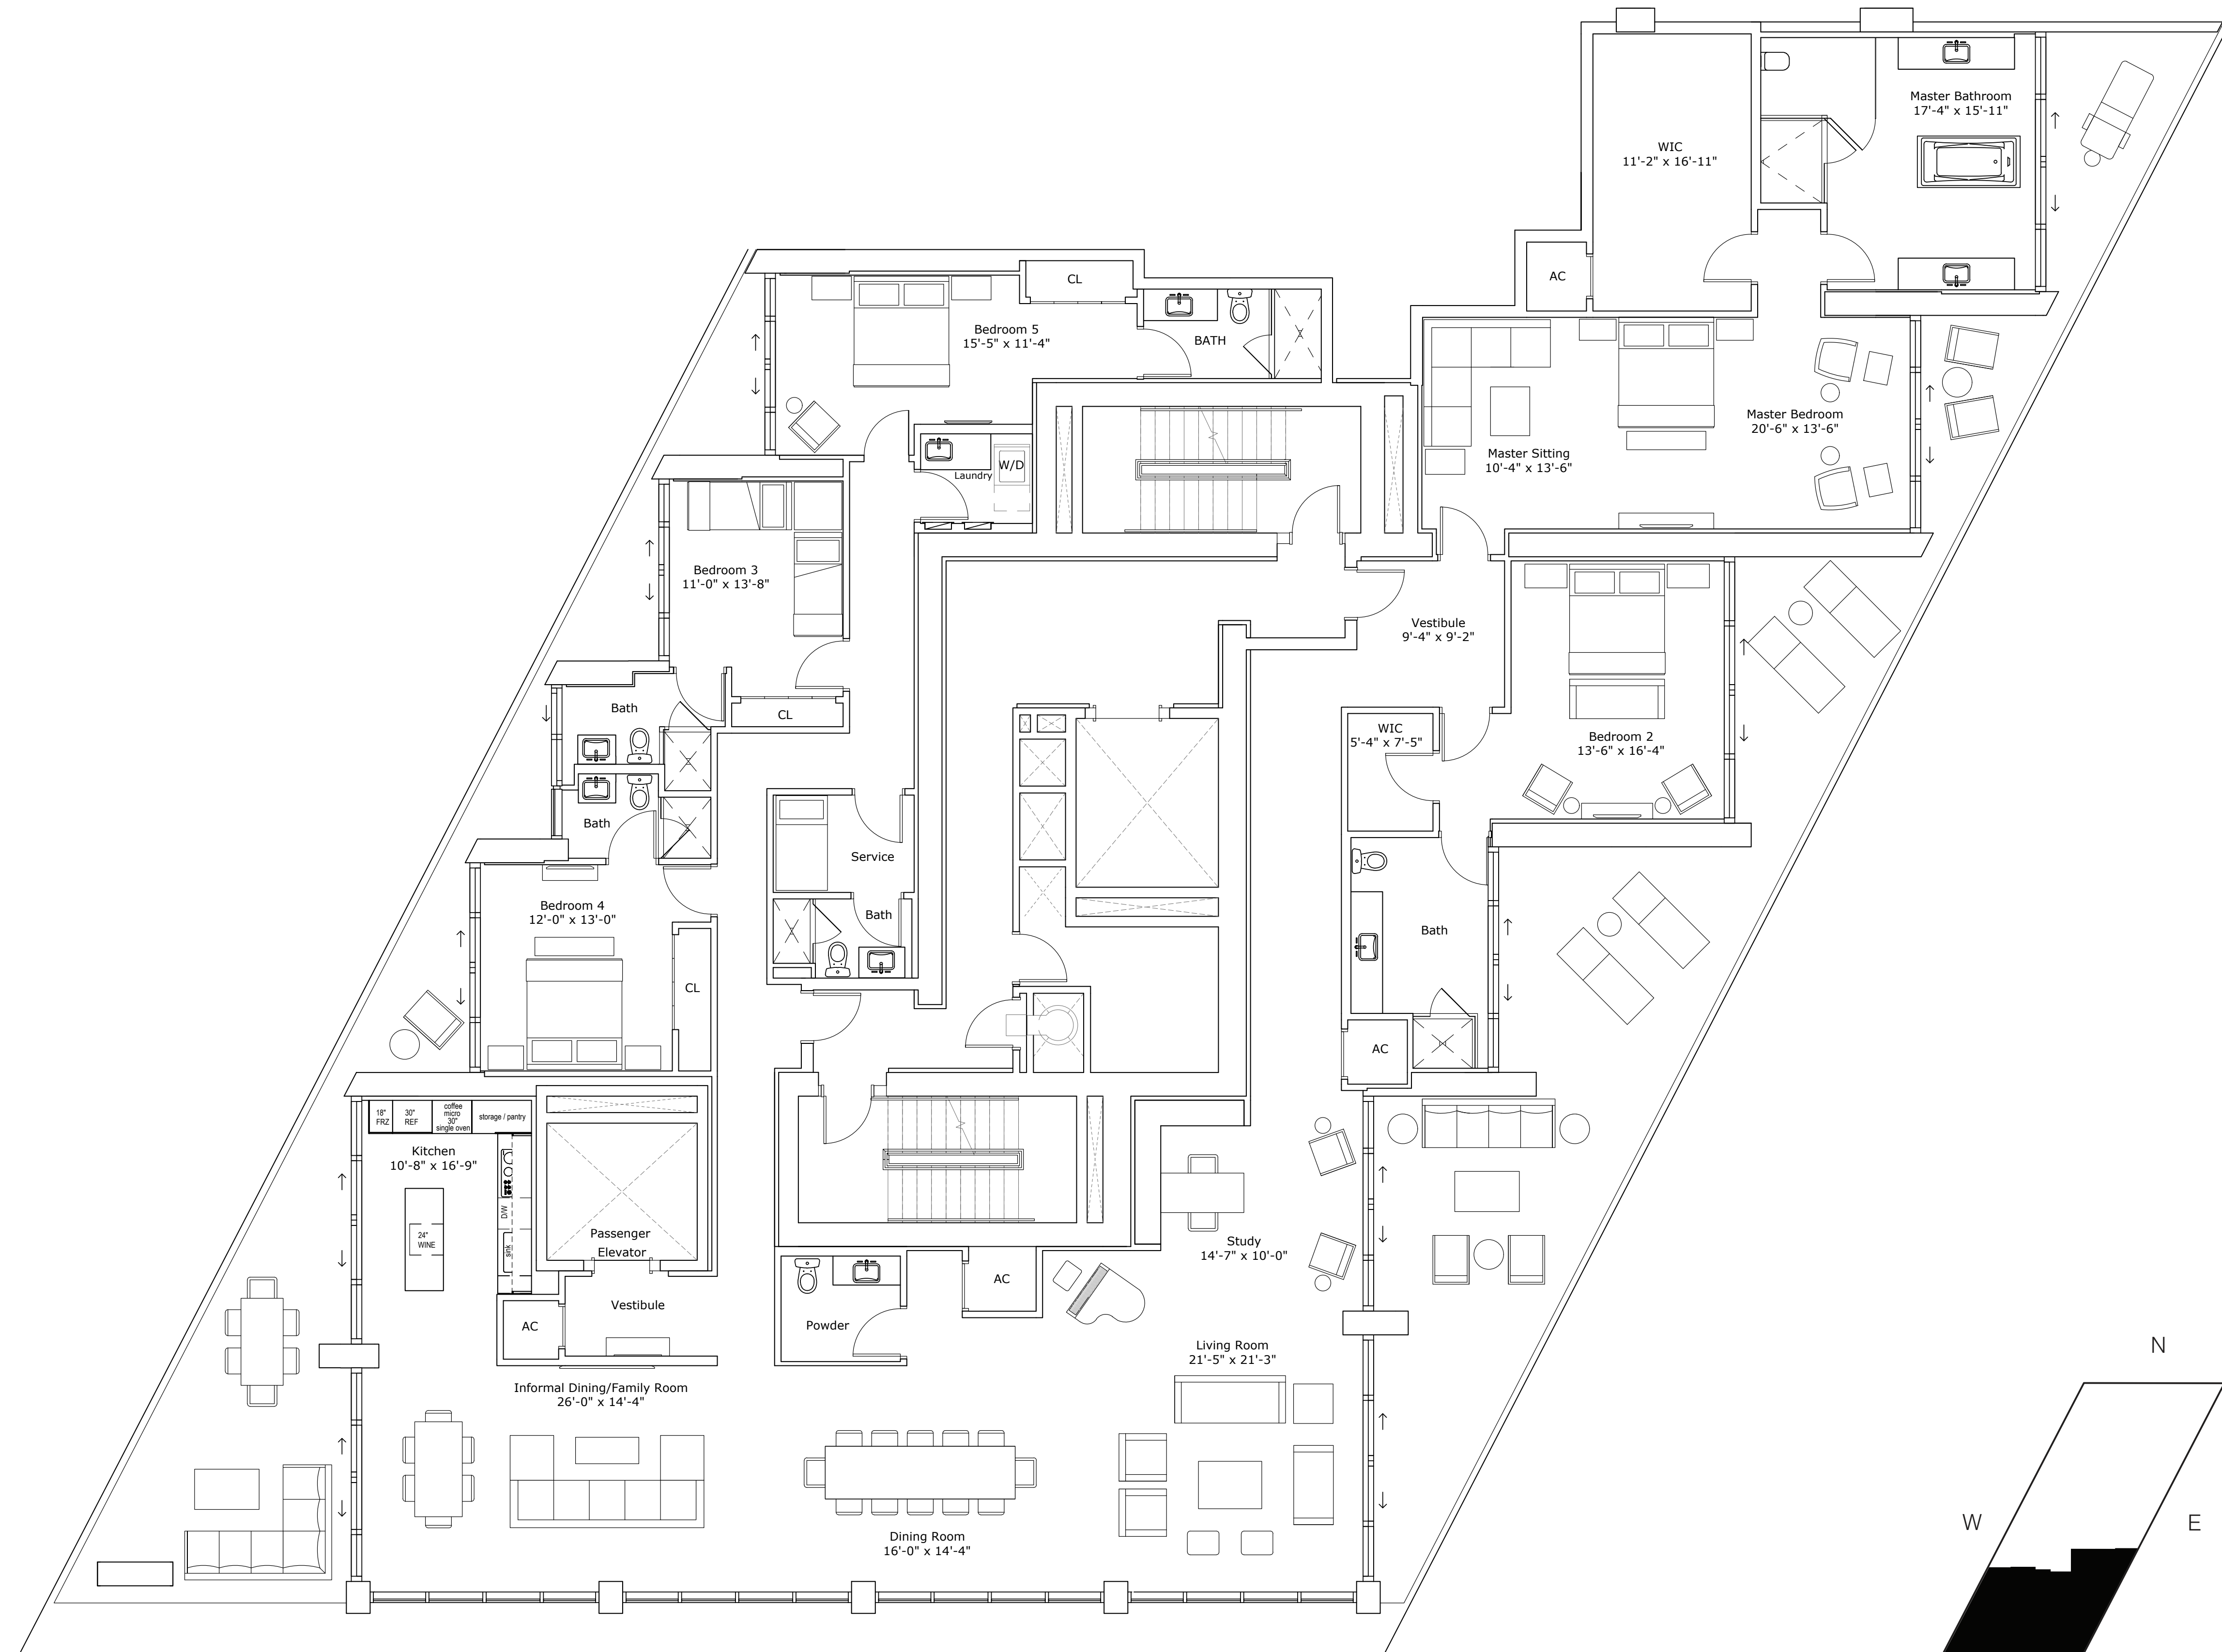 Master Bathroom
17'-4" x 15'-11"
WIC
11'-2" x 16'-11"
AC
CL
Bedroom 5
15'-5" x 11'-4"
BATH
Master Bedroom
20'-6" x 13'-6"
Master Sitting
10'-4" x 13'-6"
W/D
Laundry
Bedroom 3
11'-0" x 13'-8"
Vestibule
9'-4" x 9'-2"
Bath
CL
WIC
5'-4" x 7'-5"
Bedroom 2
13'-6" x 16'-4"
Bath
Service
Bedroom 4
12'-0" x 13'-0"
Bath
Bath
CL
AC
18"
FRZ
30"
REF
coffee
micro
30"
single oven
storage / pantry
Kitchen
10'-8" x 16'-9"
D/W
24"
WINE
sink
Passenger
Elevator
Study
14'-7" x 10'-0"
AC
Vestibule
AC
Powder
Living Room
21'-5" x 21'-3"
Informal Dining/Family Room
26'-0" x 14'-4"
Dining Room
16'-0" x 14'-4"
N
W
E